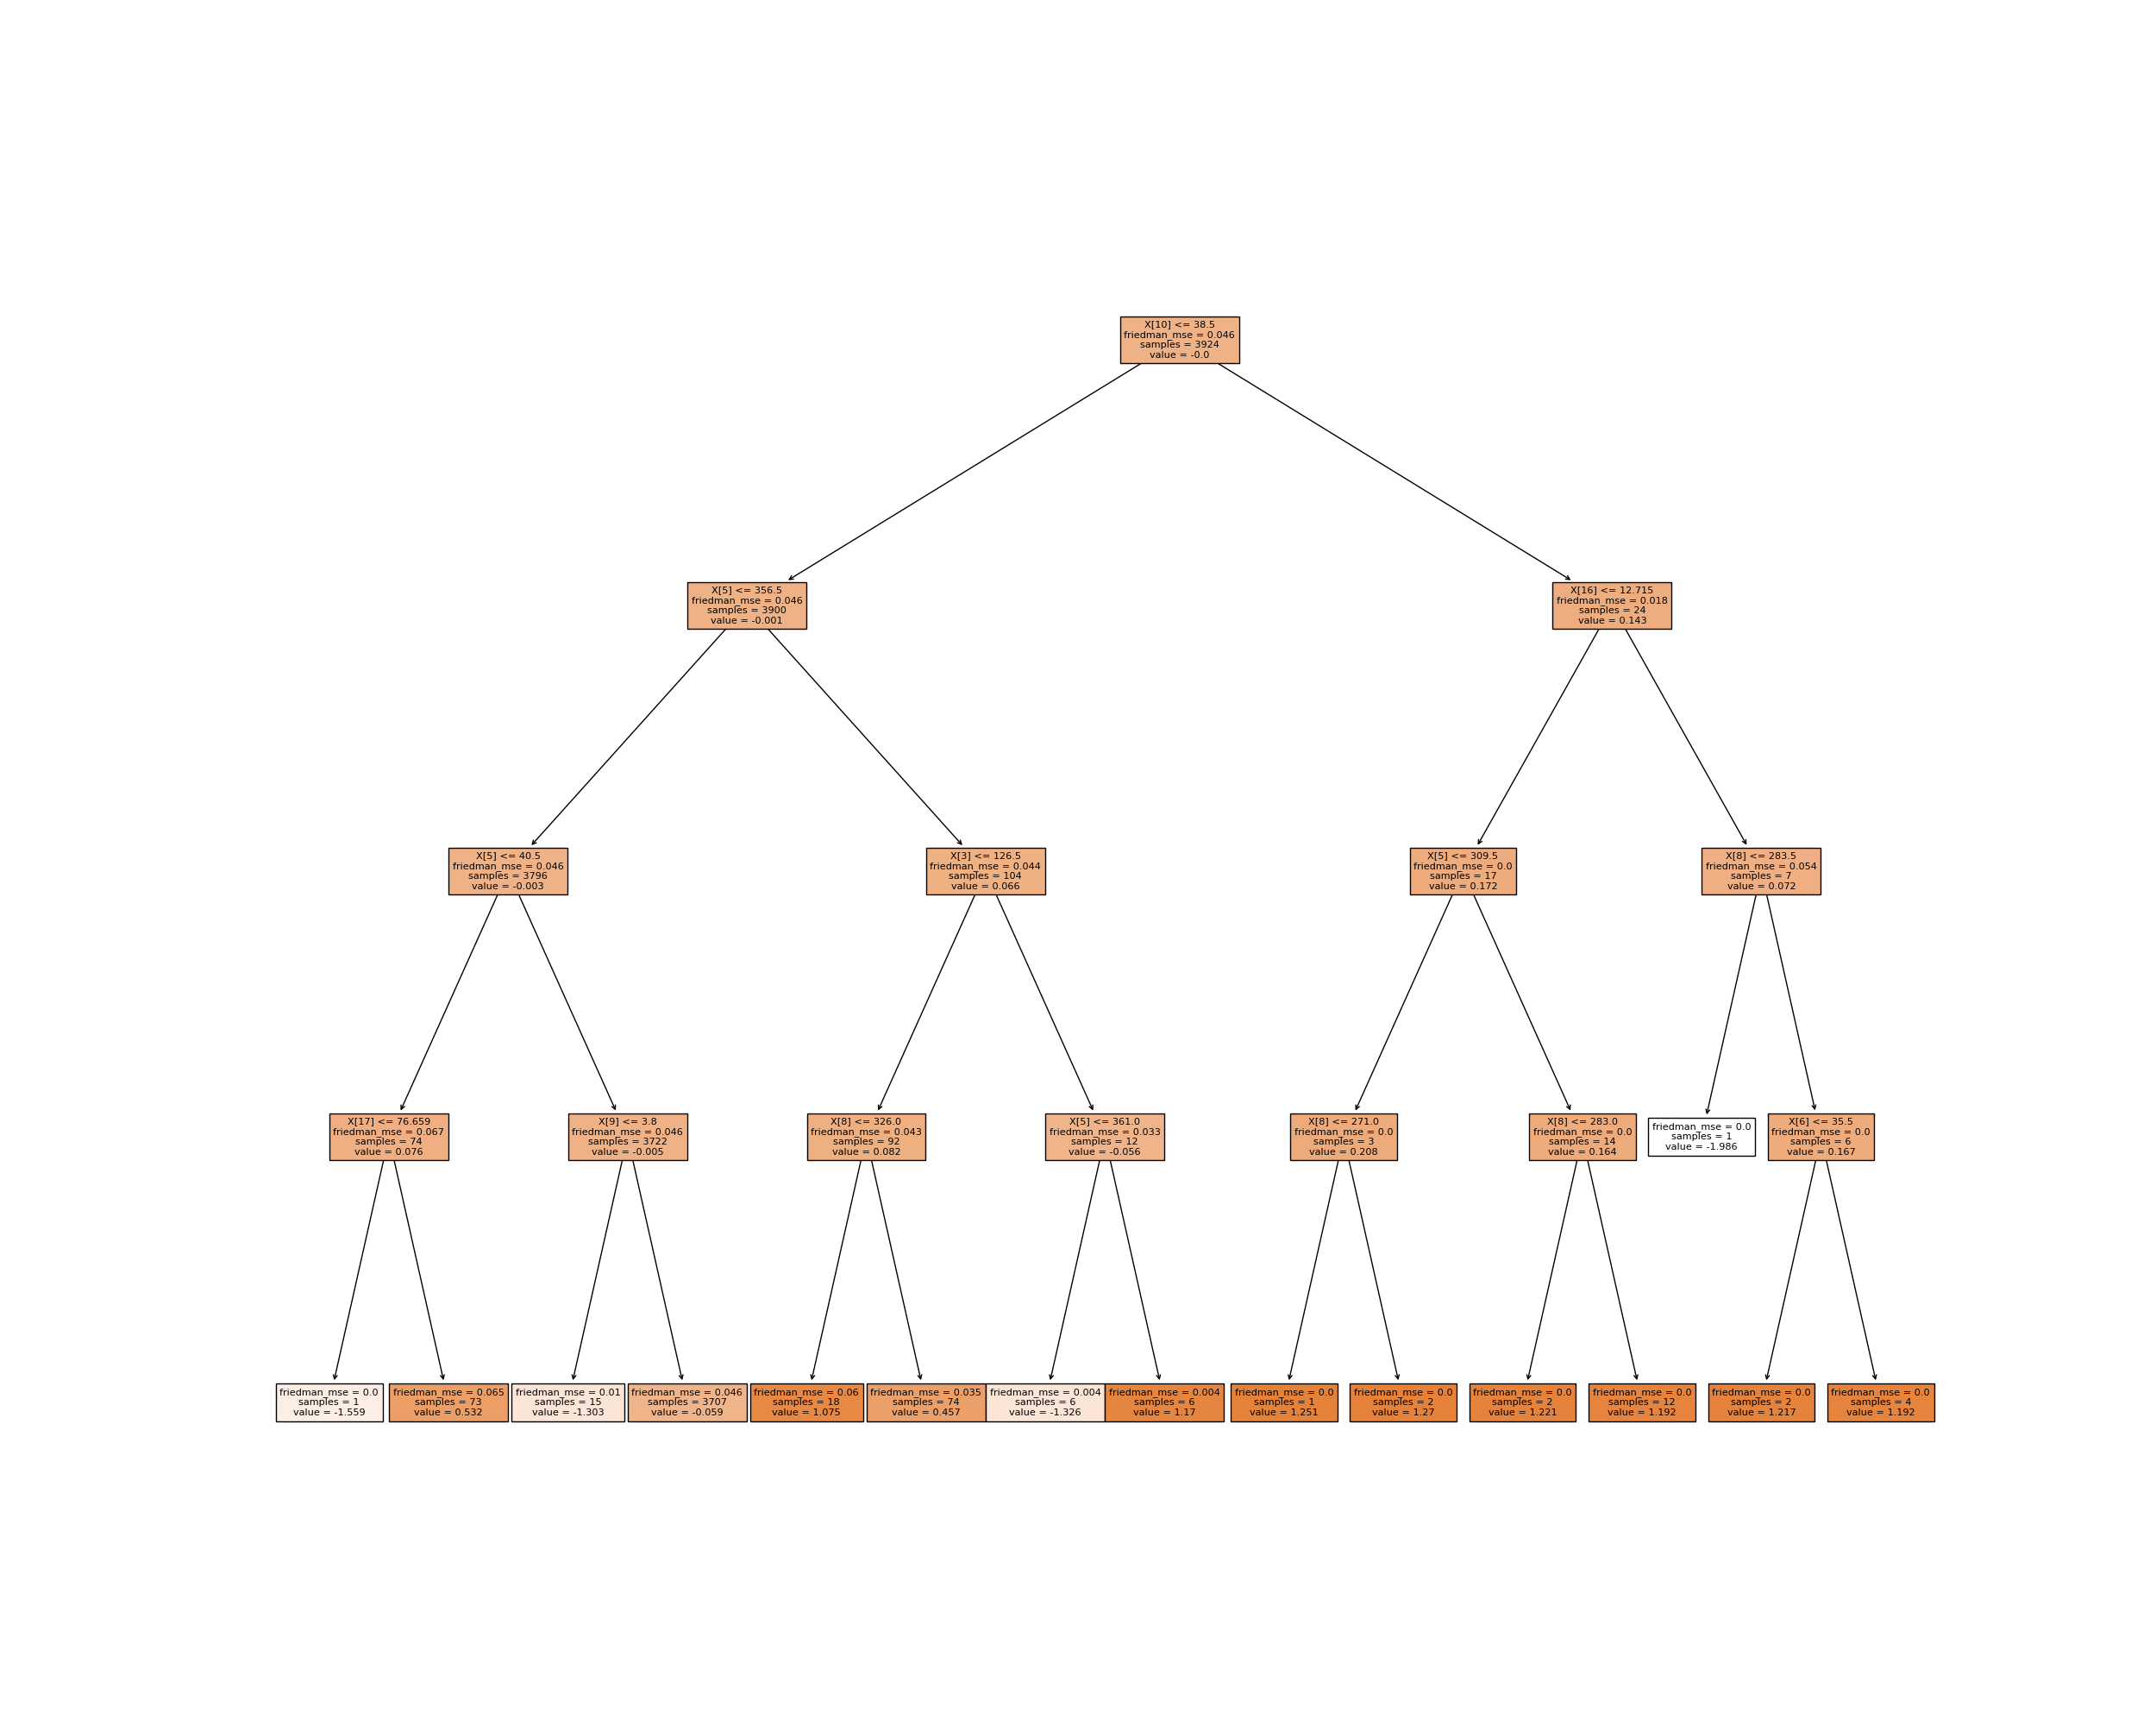 X[10] <= 38.5
friedman_mse = 0.046
samples = 3924
value = -0.0
X[5] <= 356.5
friedman_mse = 0.046
samples = 3900
value = -0.001
X[16] <= 12.715
friedman_mse = 0.018
samples = 24
value = 0.143
X[5] <= 40.5
friedman_mse = 0.046
samples = 3796
value = -0.003
X[3] <= 126.5
friedman_mse = 0.044
samples = 104
value = 0.066
X[5] <= 309.5
friedman_mse = 0.0
samples = 17
value = 0.172
X[8] <= 283.5
friedman_mse = 0.054
samples = 7
value = 0.072
X[17] <= 76.659
friedman_mse = 0.067
samples = 74
value = 0.076
X[9] <= 3.8
friedman_mse = 0.046
samples = 3722
value = -0.005
X[8] <= 326.0
friedman_mse = 0.043
samples = 92
value = 0.082
X[5] <= 361.0
friedman_mse = 0.033
samples = 12
value = -0.056
X[8] <= 271.0
friedman_mse = 0.0
samples = 3
value = 0.208
X[8] <= 283.0
friedman_mse = 0.0
samples = 14
value = 0.164
friedman_mse = 0.0
samples = 1
value = -1.986
X[6] <= 35.5
friedman_mse = 0.0
samples = 6
value = 0.167
friedman_mse = 0.0
samples = 1
value = -1.559
friedman_mse = 0.065
samples = 73
value = 0.532
friedman_mse = 0.01
samples = 15
value = -1.303
friedman_mse = 0.046
samples = 3707
value = -0.059
friedman_mse = 0.06
samples = 18
value = 1.075
friedman_mse = 0.035
samples = 74
value = 0.457
friedman_mse = 0.004
samples = 6
value = -1.326
friedman_mse = 0.004
samples = 6
value = 1.17
friedman_mse = 0.0
samples = 1
value = 1.251
friedman_mse = 0.0
samples = 2
value = 1.27
friedman_mse = 0.0
samples = 2
value = 1.221
friedman_mse = 0.0
samples = 12
value = 1.192
friedman_mse = 0.0
samples = 2
value = 1.217
friedman_mse = 0.0
samples = 4
value = 1.192